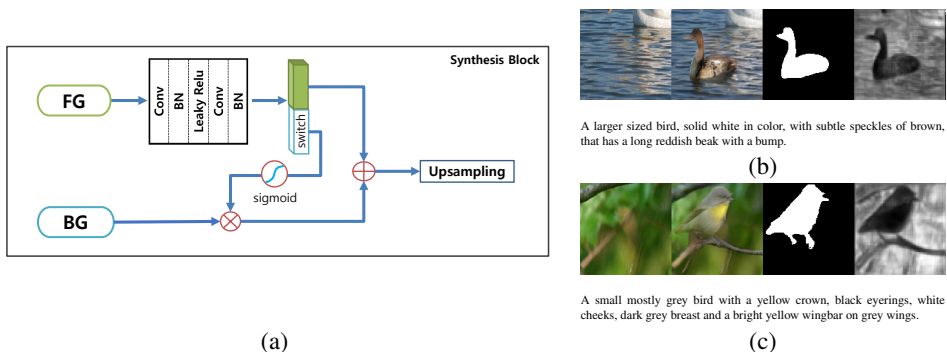 Synthesis Block
FG
Conv
BN
Leaky Relu
Conv
BN
switch
sigmoid
Upsampling
BG
(a)
A larger sized bird, solid white in color, with subtle speckles of brown,
that has a long reddish beak with a bump.
(b)
A small mostly grey bird with a yellow crown, black eyerings, white
cheeks, dark grey breast and a bright yellow wingbar on grey wings.
(c)